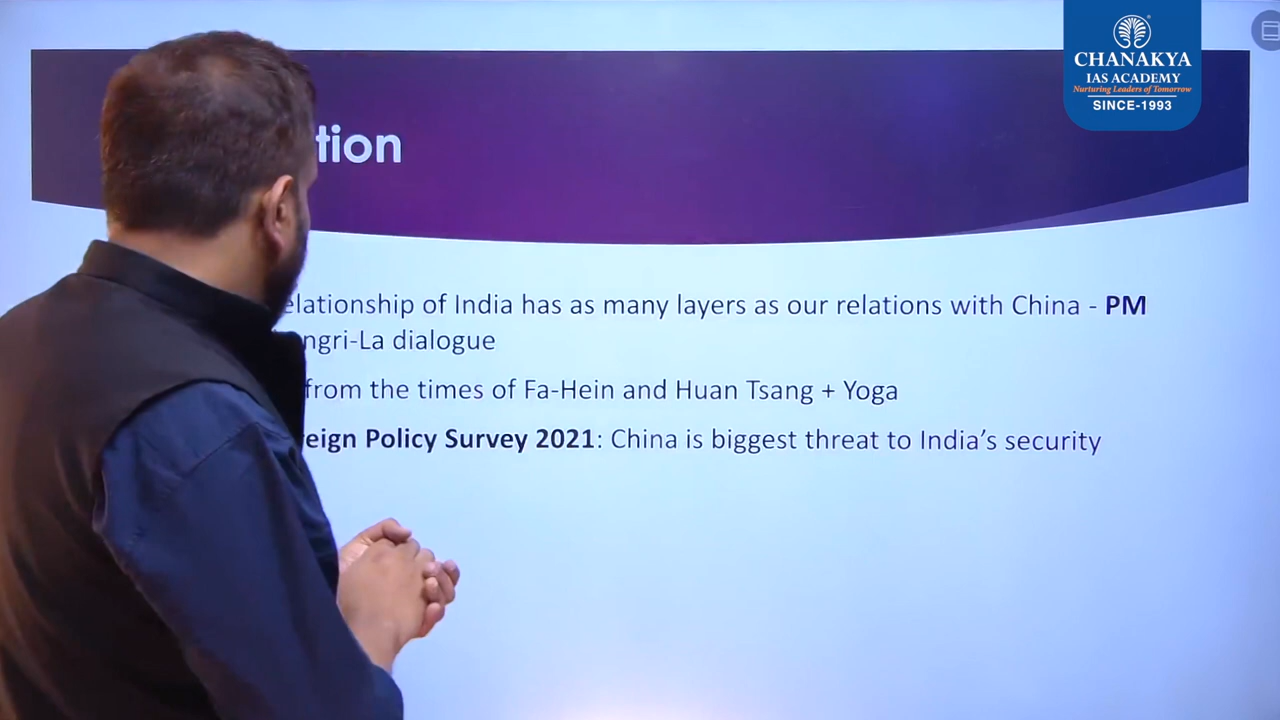 CHANAKYA
IAS ACADEMY
Nurturing Leaders of Tomorrow
SINCE-1993
tion
elationship of India has as many layers as our relations with China - PM
ngri-La dialogue
from the times of Fa-Hein and Huan Tsang + Yoga
reign Policy Survey 2021: China is biggest threat to India's security